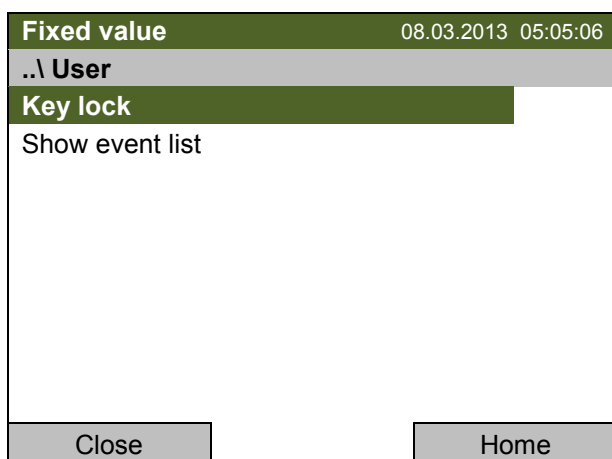 Fixed value 08.03.2013 05:05:06
..\ User
Key lock
Show event list
Close Home